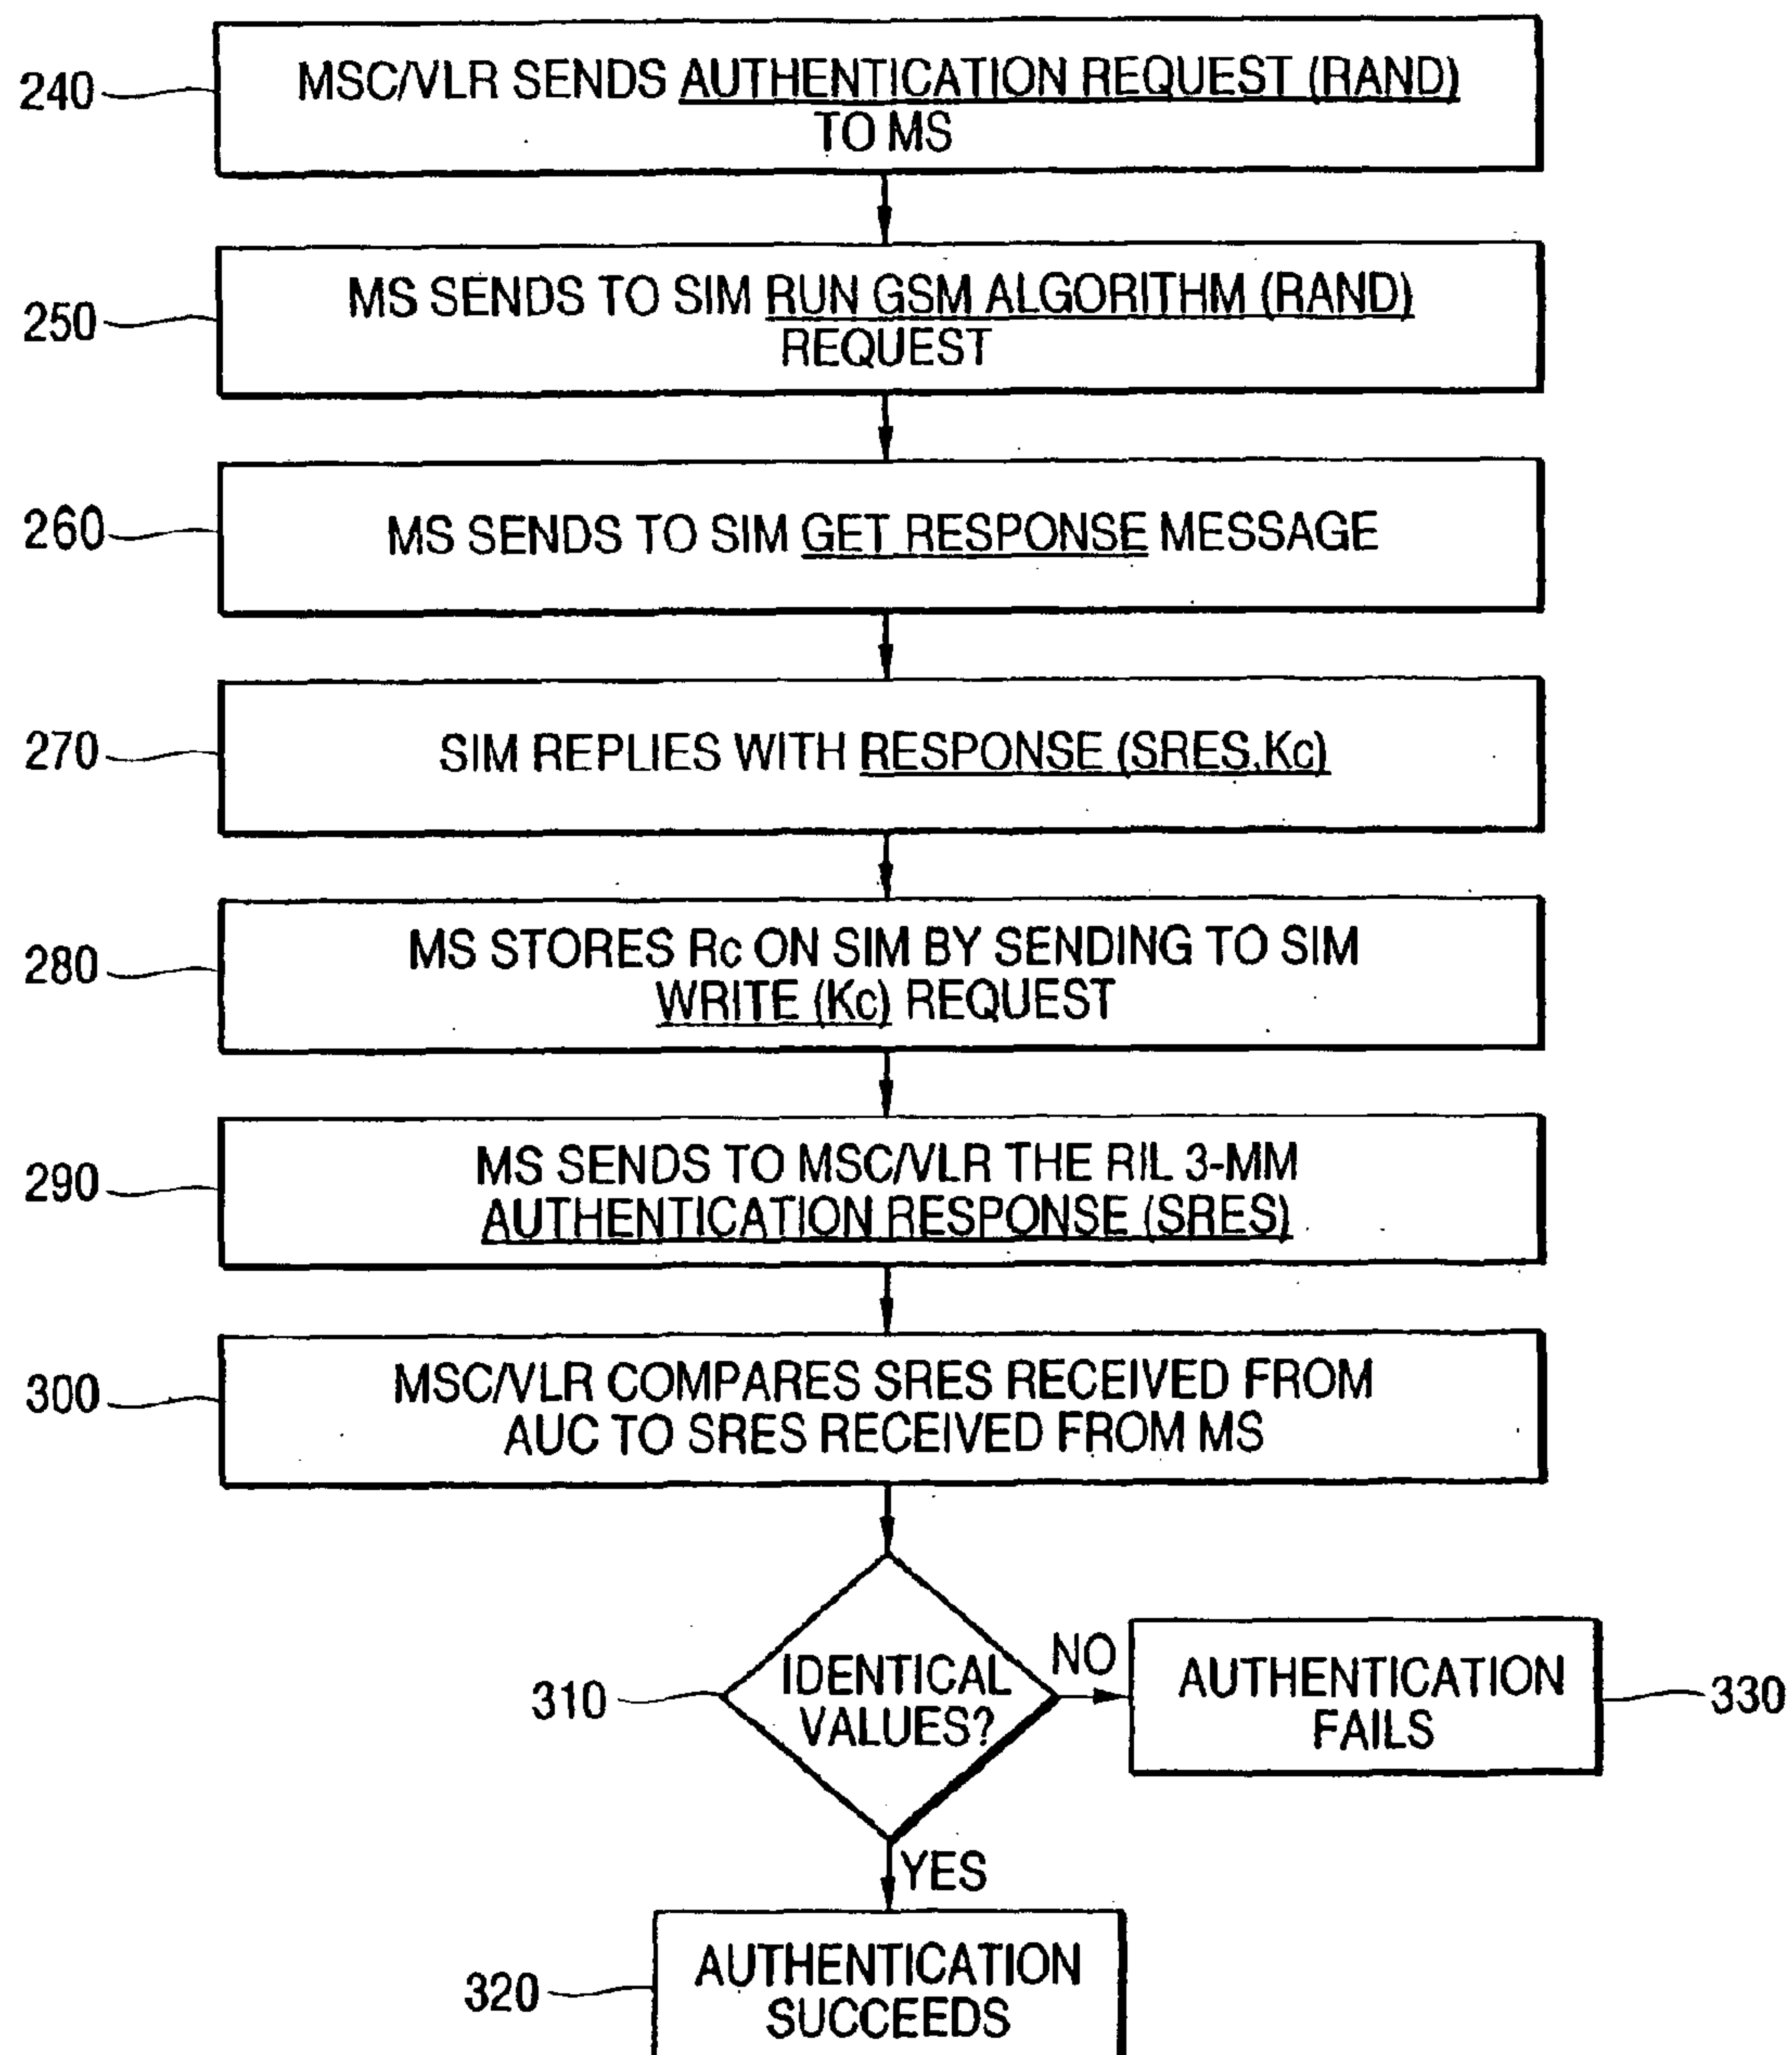 240
MSC/VLR SENDS AUTHENTICATION REQUEST (RAND)
TO MS
250
MS SENDS TO SIM RUN GSM ALGORITHM (RAND)
REQUEST
260
MS SENDS TO SIM GET RESPONSE MESSAGE
270
SIM REPLIES WITH RESPONSE (SRES,Kc)
280
MS STORES Rc ON SIM BY SENDING TO SIM
WRITE (Kc) REQUEST
290
MS SENDS TO MSC/VLR THE RIL 3-MM
AUTHENTICATION RESPONSE (SRES)
300
MSC/VLR COMPARES SRES RECEIVED FROM
AUC TO SRES RECEIVED FROM MS
310
IDENTICAL
VALUES?
NO
AUTHENTICATION
FAILS
330
YES
320
AUTHENTICATION
SUCCEEDS